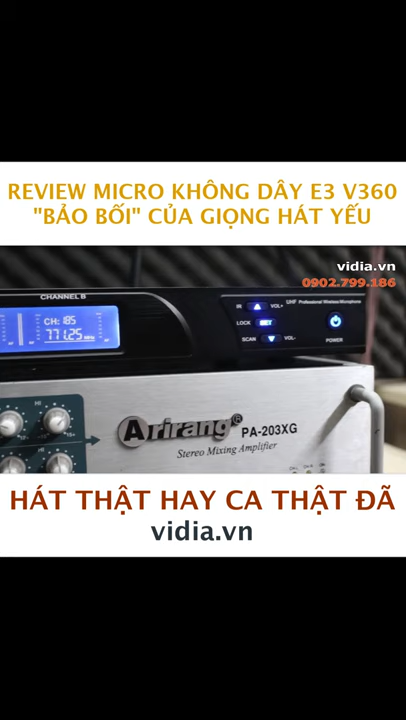 REVIEW MICRO KHÔNG DÂY E3 V360
"BẢO BỐI" CỦA GIỌNG HÁT YẾU
vidia.vn
0902.799.186
CHANNEL B
CH: 185
771.25 MHz
IN VOL+
UHF Professional Wireless Microphone
LOCK SET
SCAN VOL-
POWER
HI
Arirang® PA-203XG
Stereo Mixing Amplifier
HÁT THẬT HAY CA THẬT ĐÃ
vidia.vn